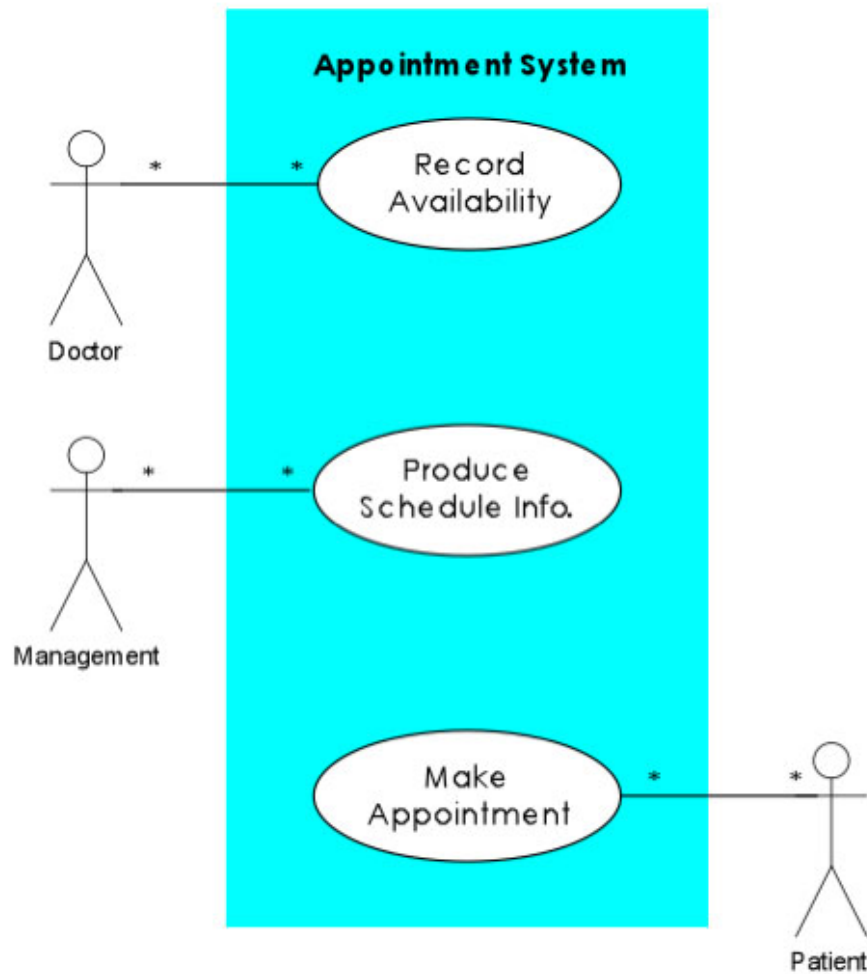 Appointment System
* *
Record
Availability
Doctor
* *
Produce
Schedule Info.
Management
Make
Appointment
* *
Patient